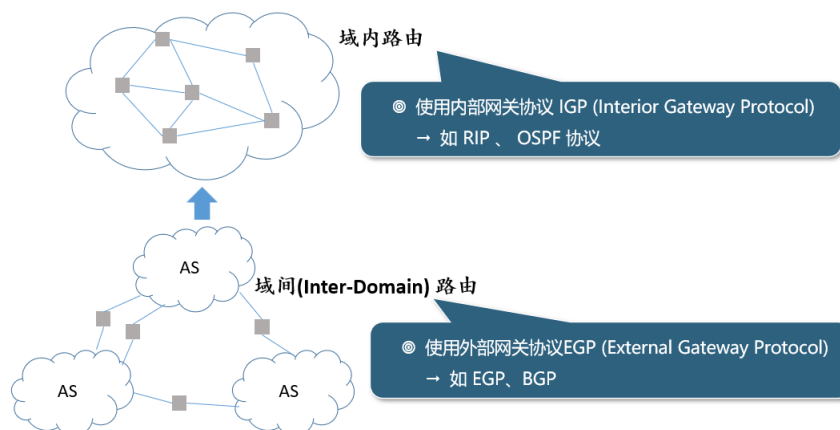 域内路由
◎ 使用内部网关协议 IGP (Interior Gateway Protocol)
→ 如 RIP 、 OSPF 协议
AS
域间(Inter-Domain) 路由
◎ 使用外部网关协议EGP (External Gateway Protocol)
→ 如 EGP、BGP
AS
AS